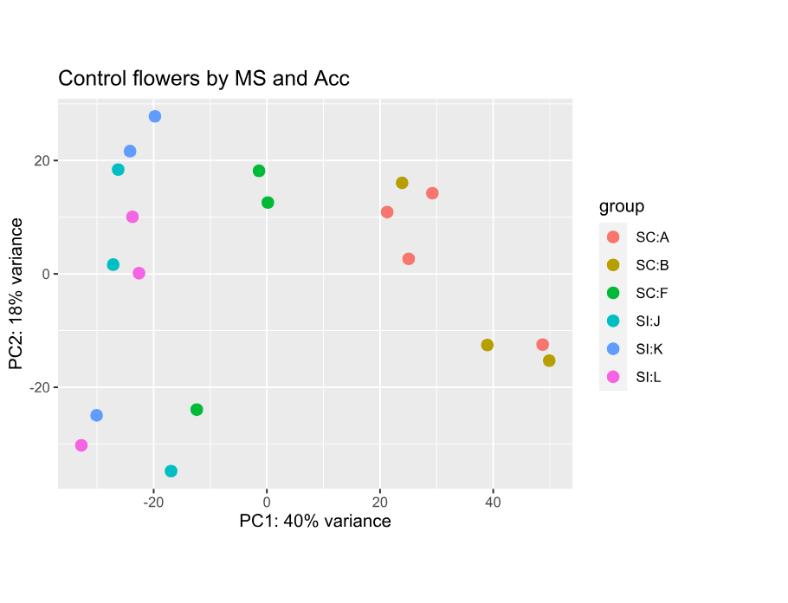 Control flowers by MS and Acc
20
0
-20
-20
0
20
40
PC1: 40% variance
PC2: 18% variance
group
SC:A
SC:B
SC:F
SI:J
SI:K
SI:L